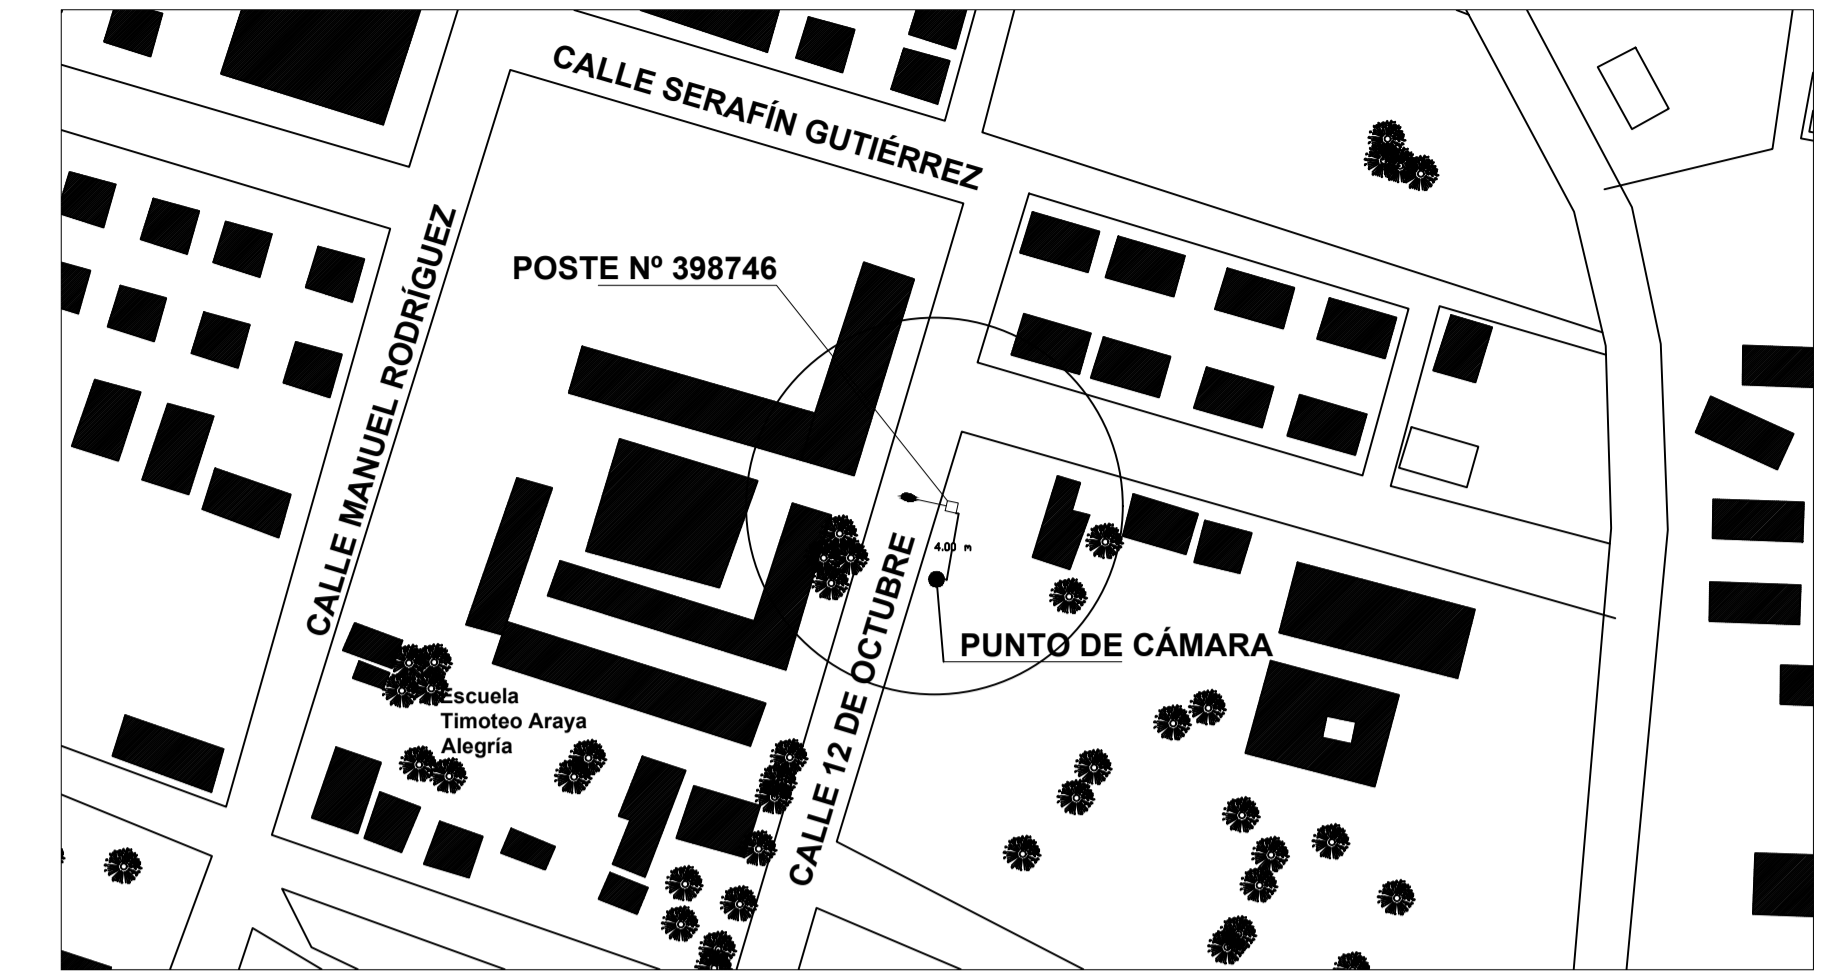 CALLE SERAFÍN GUTIÉRREZ
CALLE MANUEL RODRÍGUEZ
POSTE Nº 398746
4.00 m
CALLE 12 DE OCTUBRE
PUNTO DE CÁMARA
Escuela
Timoteo Araya
Alegría